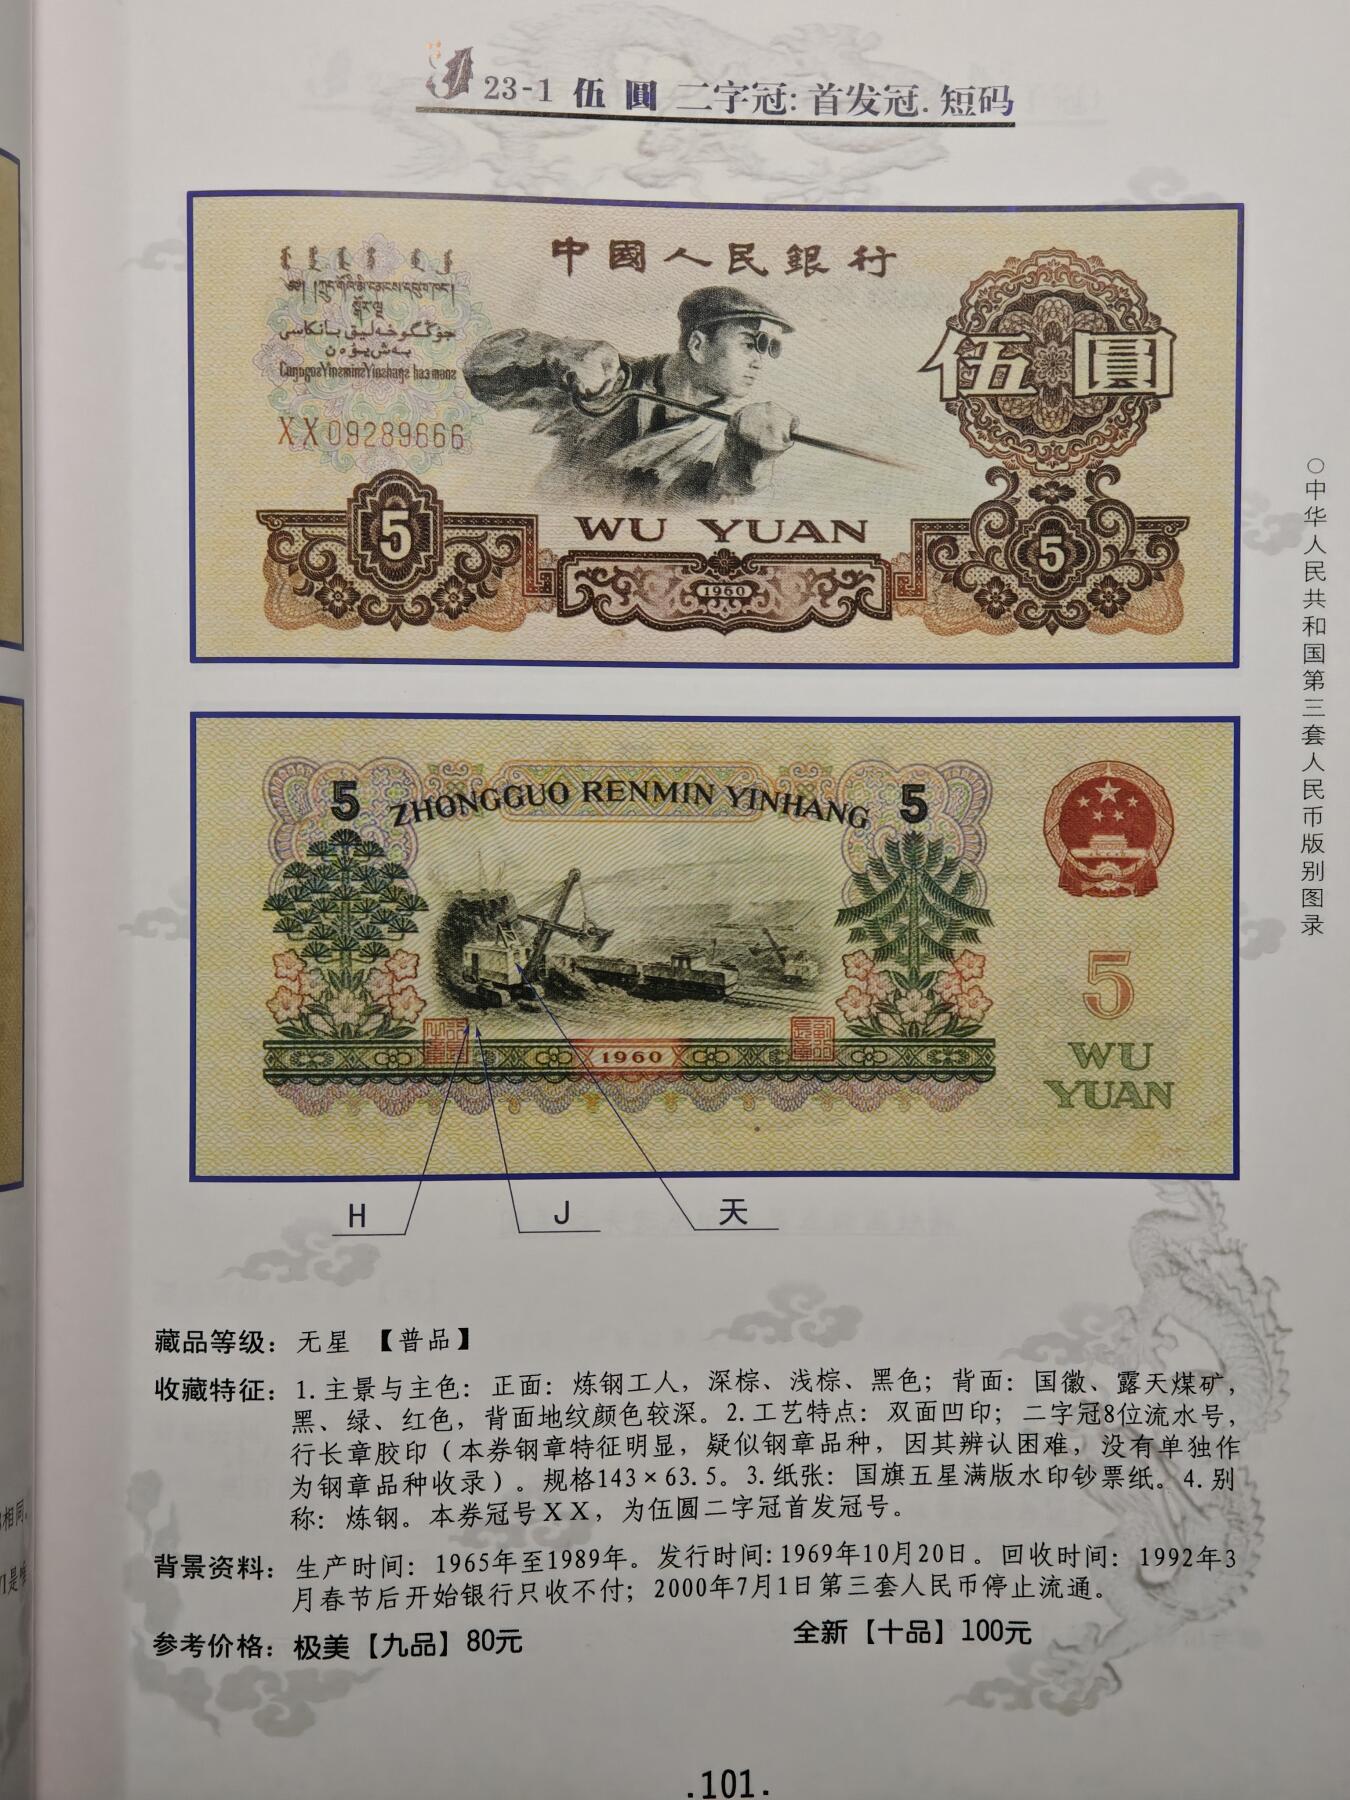 23-1 伍圓 二字冠: 首发冠. 短码
中國人民銀行
伍圓
XX09289666
5
WU YUAN
5
1960
5
ZHONGGUO RENMIN YINHANG
5
1960
5
WU
YUAN
H
J
天
藏品等级: 无星 【普品】
收藏特征: 1.主景与主色: 正面: 炼钢工人, 深棕、浅棕、黑色; 背面: 国徽、露天煤矿,
黑、绿、红色, 背面地纹颜色较深。2.工艺特点: 双面凹印; 二字冠8位流水号,
行长章胶印(本券钢章特征明显, 疑似钢章品种, 因其辨认困难, 没有单独作
为钢章品种收录)。规格143×63.5。3.纸张: 国旗五星满版水印钞票纸。4.别
称: 炼钢。本券冠号XX, 为伍圆二字冠首发冠号。
背景资料: 生产时间: 1965年至1989年。发行时间:1969年10月20日。回收时间: 1992年3
月春节后开始银行只收不付; 2000年7月1日第三套人民币停止流通。
参考价格: 极美【九品】80元 全新【十品】100元
.101.
○中华人民共和国第三套人民币版别图录
相同。